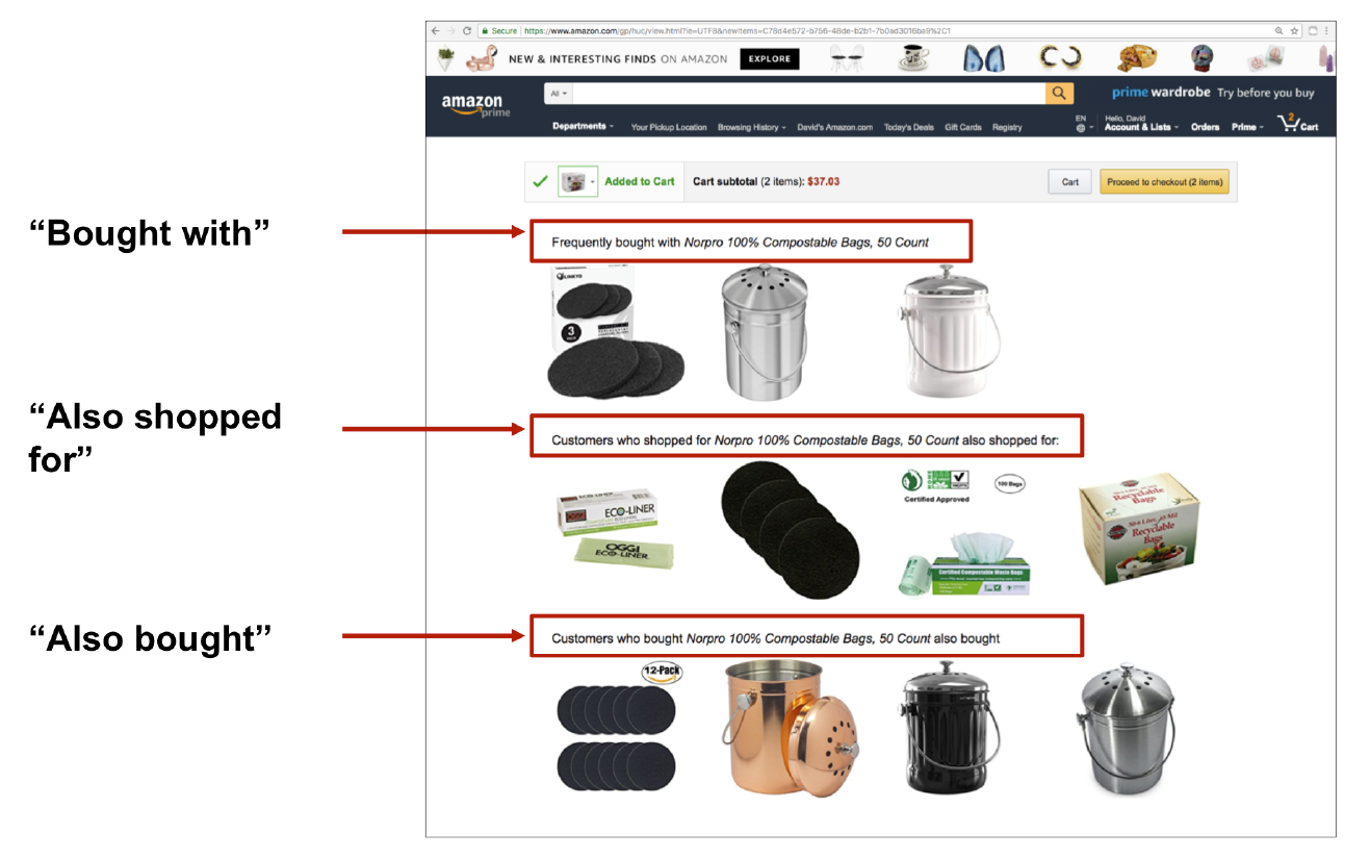 Secure | https://www.amazon.com/gp/huc/view.html?ie=UTF8&newItems=C78d4e572-b756-48de-b2b1-7b0ad3016ba9%2C1
NEW & INTERESTING FINDS ON AMAZON EXPLORE
amazon
prime
All
prime wardrobe Try before you buy
Departments Your Pickup Location Browsing History David's Amazon.com Today's Deals Gift Cards Registry
EN
Hello, David
Account & Lists Orders Prime 2 Cart
Added to Cart Cart subtotal (2 items): $37.03 Cart Proceed to checkout (2 items)
“Bought with”
Frequently bought with Norpro 100% Compostable Bags, 50 Count
LINKYO
3
“Also shopped
for”
Customers who shopped for Norpro 100% Compostable Bags, 50 Count also shopped for:
ECO-LINER
OGGI
ECO-LINER
Certified Approved
100 Bags
Certified Compostable Waste Bags
Recyclable
Bags
Recyclable
Bags
“Also bought”
Customers who bought Norpro 100% Compostable Bags, 50 Count also bought
12-Pack